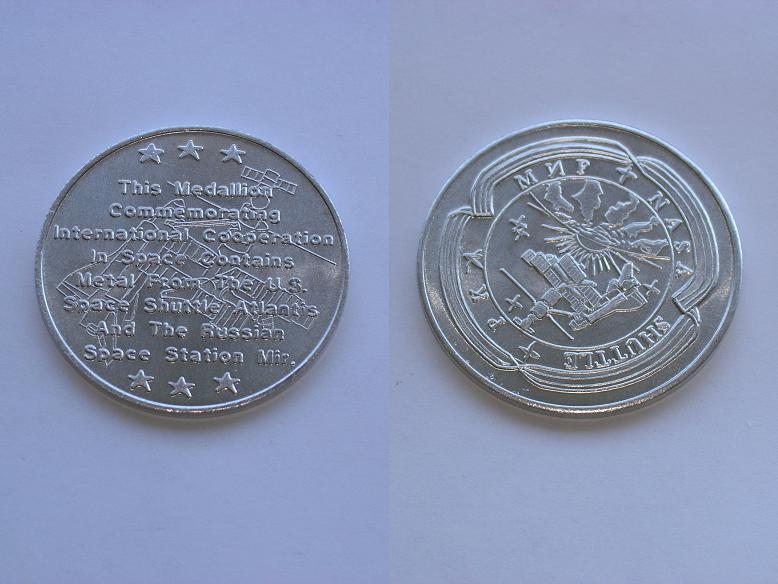 This Medallion
Commemorating
International Cooperation
In Space Contains
Metal From The U.S.
Space Shuttle Atlantis
And The Russian
Space Station Mir.
МИР
NASA
SHUTTLE
РКА